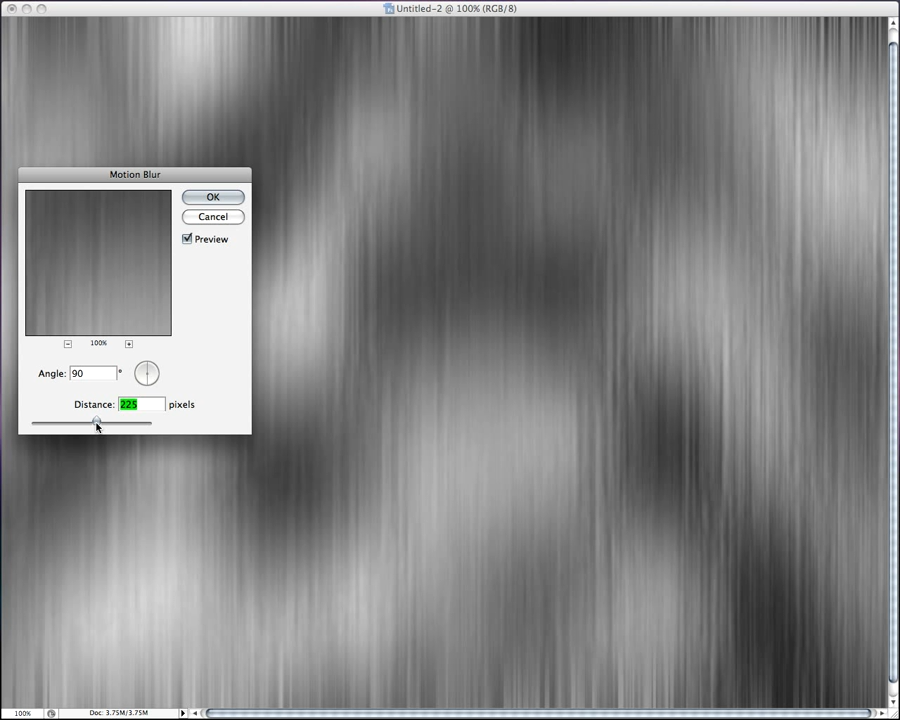 Untitled-2 @ 100% (RGB/8)
Motion Blur
OK
Cancel
Preview
100%
Angle: 90 °
Distance: 225 pixels
100%
Doc: 3.75M/3.75M